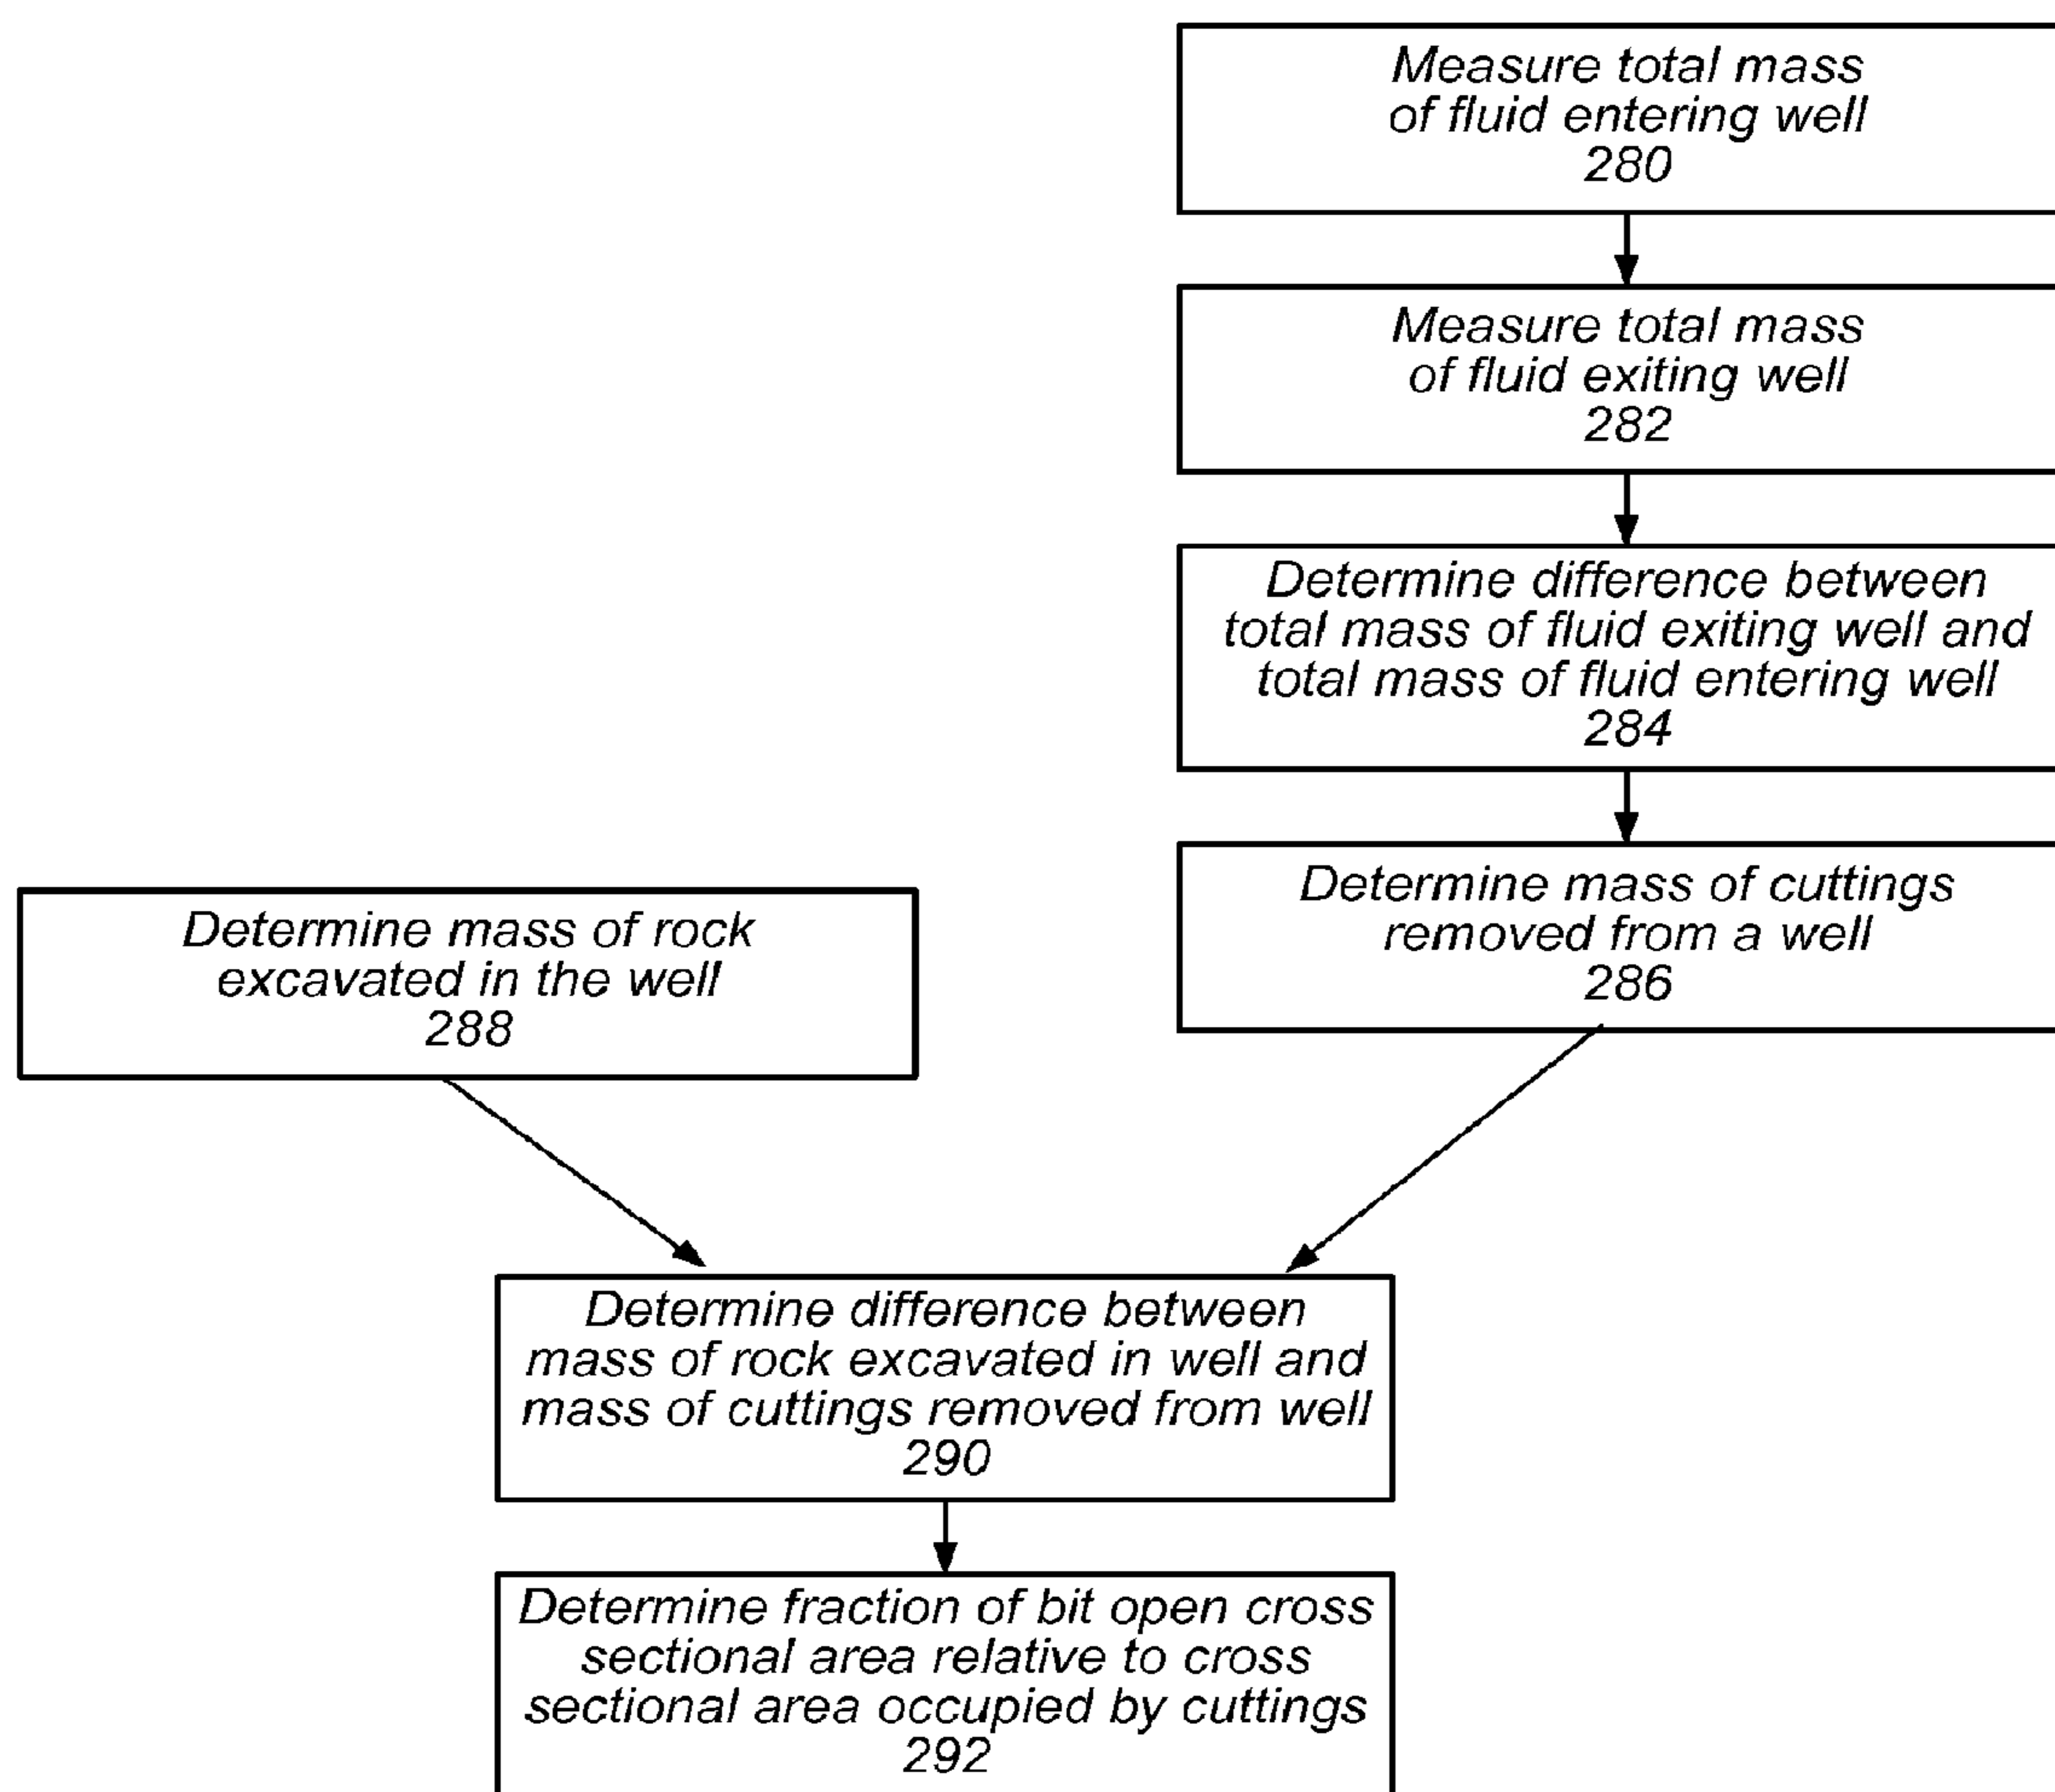 Measure total mass
of fluid entering well
280
Measure total mass
of fluid exiting well
282
Determine difference between
total mass of fluid exiting well and
total mass of fluid entering well
284
Determine mass of cuttings
removed from a well
286
Determine mass of rock
excavated in the well
288
Determine difference between
mass of rock excavated in well and
mass of cuttings removed from well
290
Determine fraction of bit open cross
sectional area relative to cross
sectional area occupied by cuttings
292